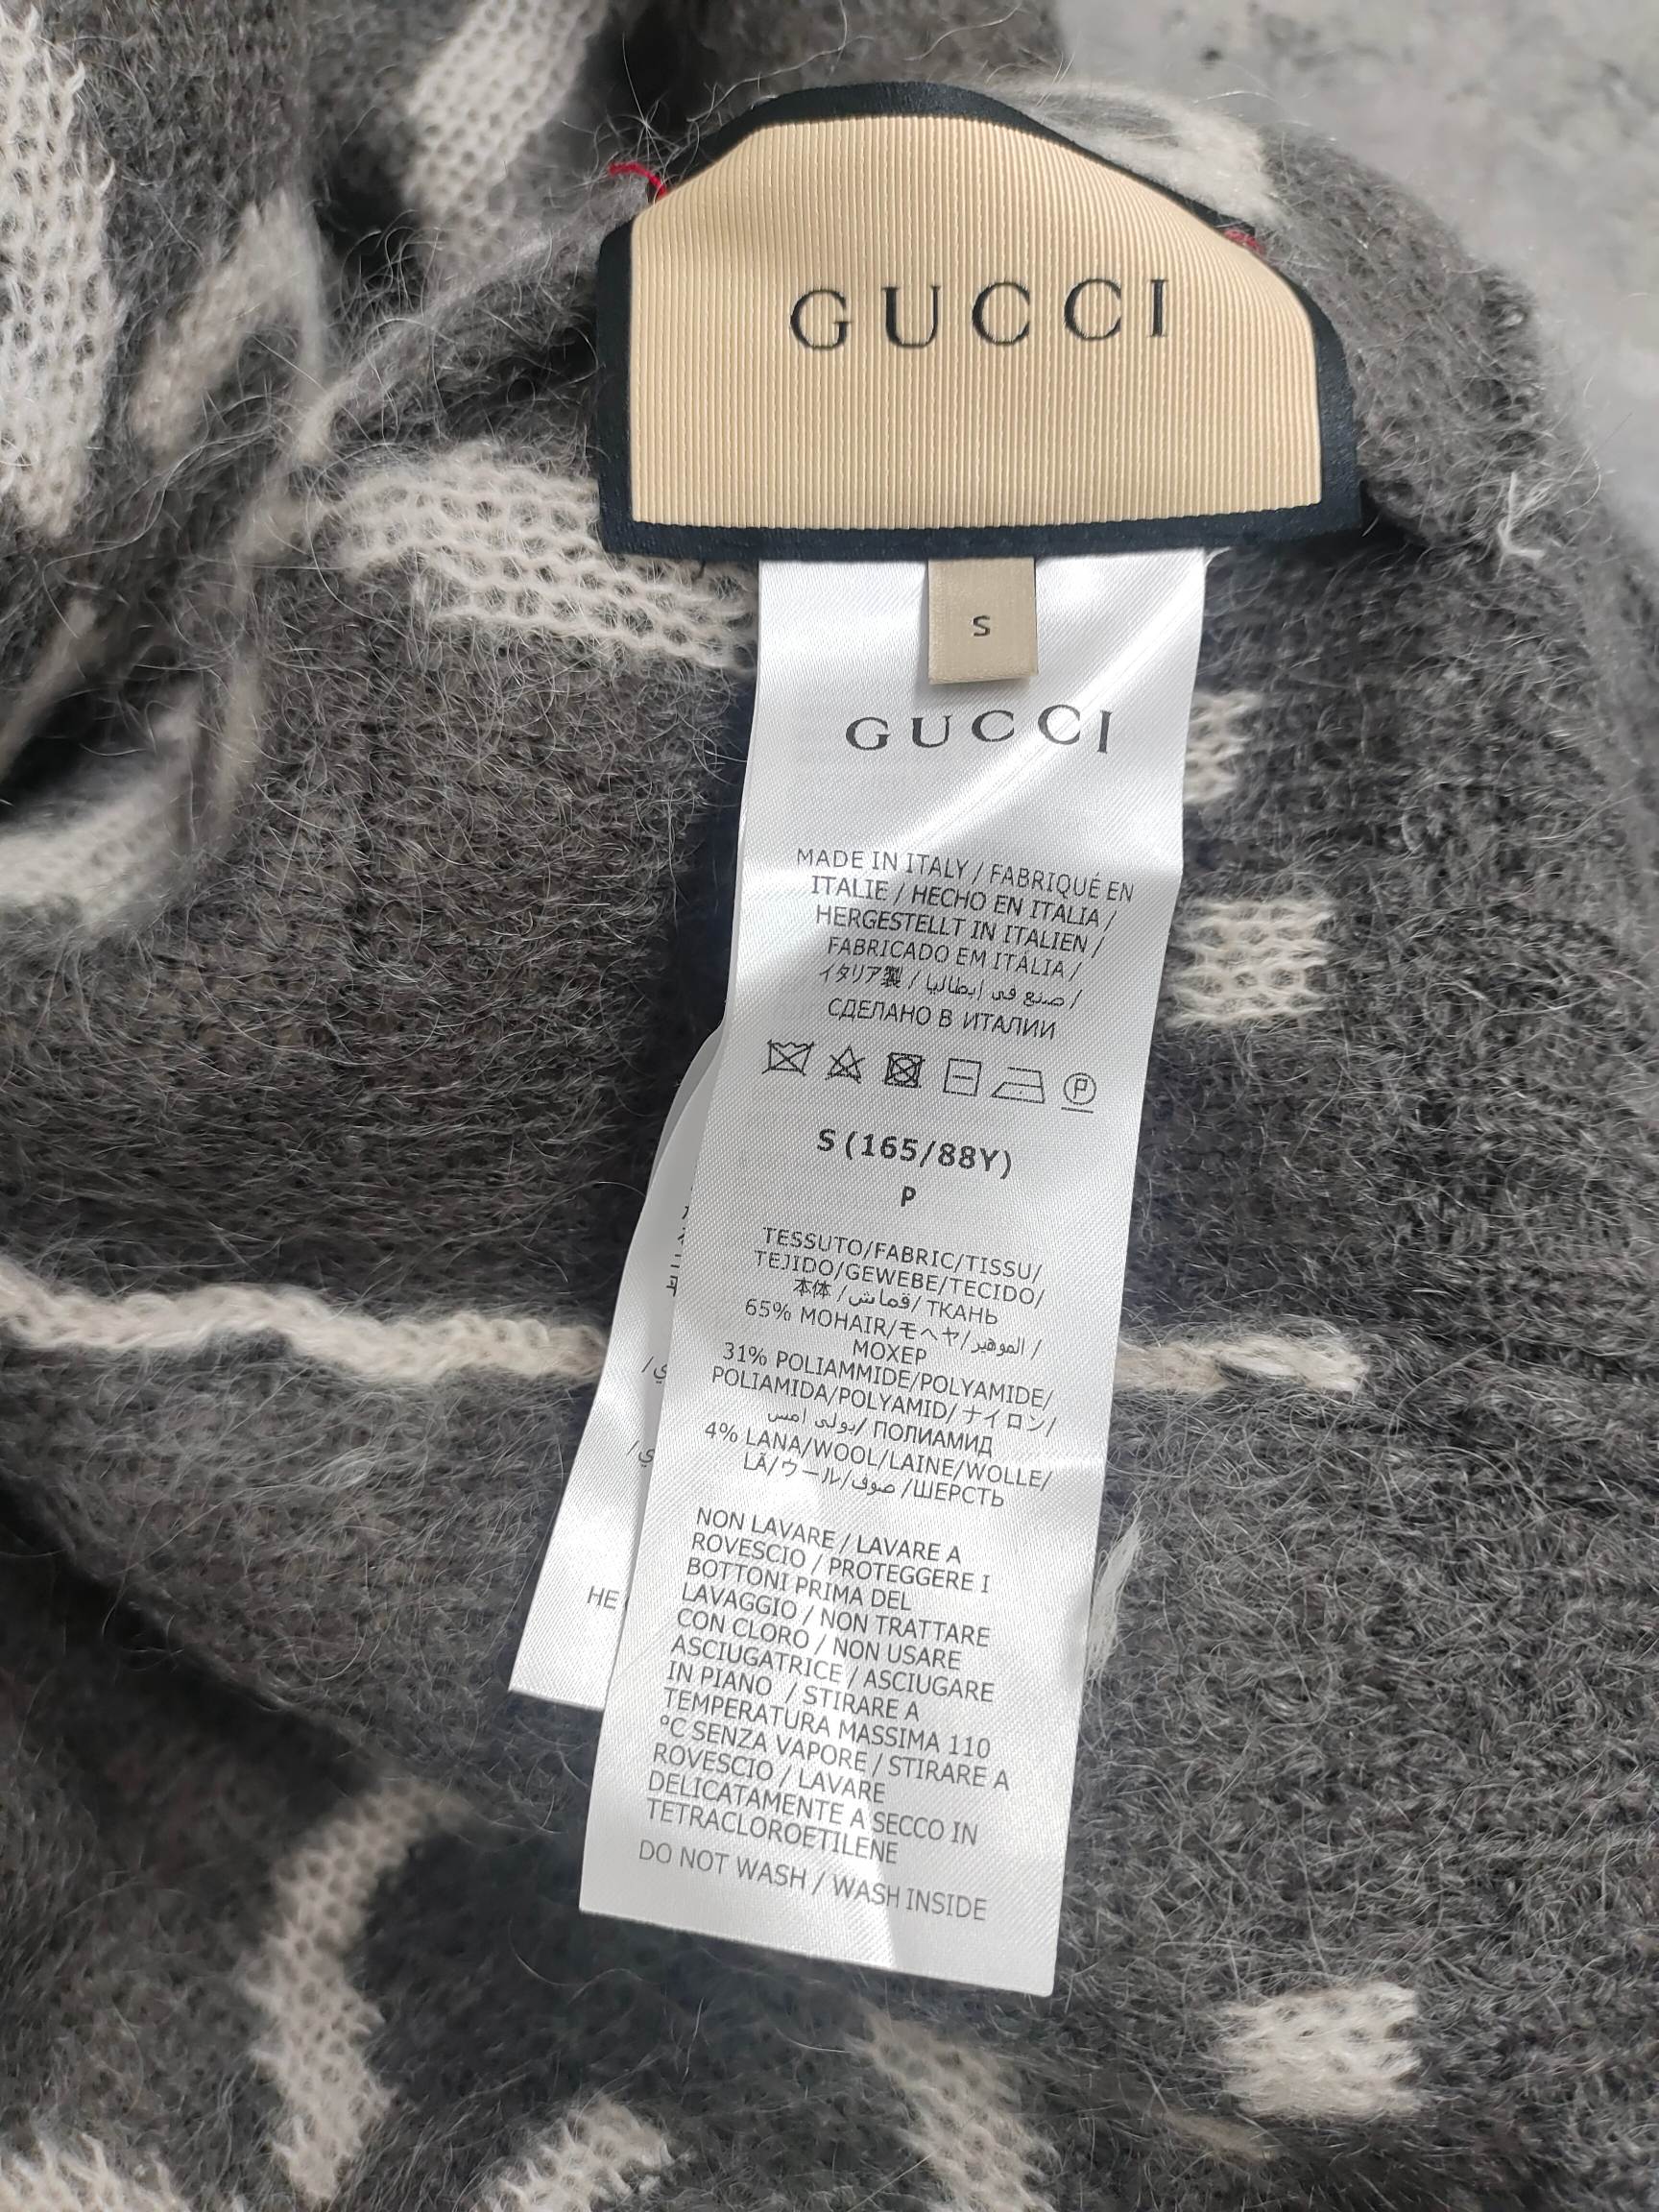 GUCCI
S
GUCCI
MADE IN ITALY / FABRIQUÉ EN
ITALIE / HECHO EN ITALIA /
HERGESTELLT IN ITALIEN /
FABRICADO EM ITÁLIA /
イタリア製 / صنع في إيطاليا /
СДЕЛАНО В ИТАЛИИ
P
S (165/88Y)
P
TESSUTO/FABRIC/TISSU/
TEJIDO/GEWEBE/TECIDO/
本体 /قماش/ ТКАНЬ
65% MOHAIR/モヘヤ/الموهير /
МОХЕР
31% POLIAMMIDE/POLYAMIDE/
POLIAMIDA/POLYAMID/ ナイロン/
بولي امس/ ПОЛИАМИД
4% LANA/WOOL/LAINE/WOLLE/
LÃ/ウール/صوف /ШЕРСТЬ
NON LAVARE / LAVARE A
ROVESCIO / PROTEGGERE I
BOTTONI PRIMA DEL
LAVAGGIO / NON TRATTARE
CON CLORO / NON USARE
ASCIUGATRICE / ASCIUGARE
IN PIANO / STIRARE A
TEMPERATURA MASSIMA 110
°C SENZA VAPORE / STIRARE A
ROVESCIO / LAVARE
DELICATAMENTE A SECCO IN
TETRACLOROETILENE
DO NOT WASH / WASH INSIDE
НЕ